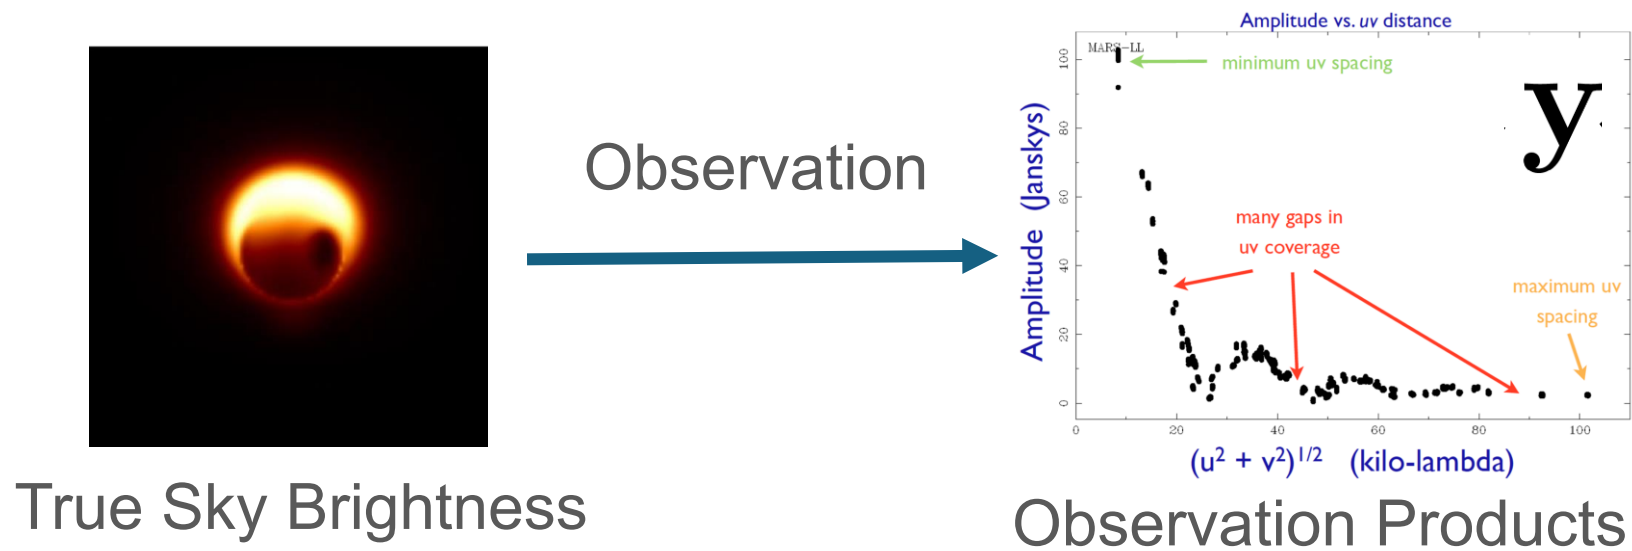 True Sky Brightness
Observation
Amplitude vs. uv distance
MARS-LL
minimum uv spacing
y
many gaps in
uv coverage
maximum uv
spacing
Amplitude (Janskys)
100
80
60
40
20
0
0 20 40 60 80 100
(u² + v²)¹/² (kilo-lambda)
Observation Products